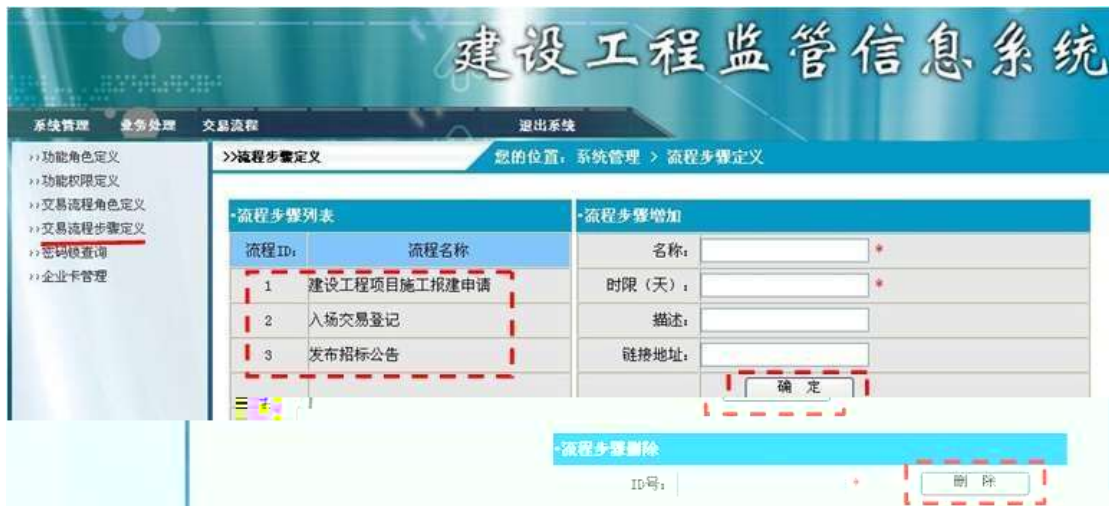 建设工程监管信息系统
系统管理 业务处理 交易流程 退出系统
>>功能角色定义
>>功能权限定义
>>交易流程角色定义
>>交易流程步骤定义
>>密码锁查询
>>企业卡管理
>>流程步骤定义 您的位置：系统管理 > 流程步骤定义
·流程步骤列表
流程ID： 流程名称
1 建设工程项目施工报建申请
2 入场交易登记
3 发布招标公告
·流程步骤增加
名称： *
时限（天）： *
描述：
链接地址：
确 定
·流程步骤删除
ID号： * 删 除